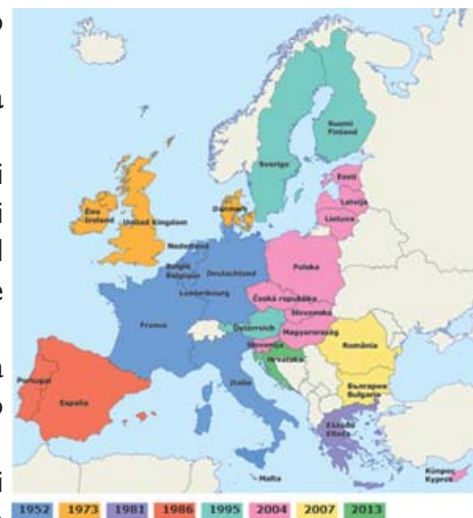 o
a
i
i
l
e
a
o
i
Suomi
Finland
Sverige
Eesti
Latvija
Lietuva
Danmark
Éire
Ireland
United Kingdom
Nederland
België
Belgique
Deutschland
Luxembourg
Polska
Česká republika
Slovensko
France
Österreich
Magyarország
Slovenija
Hrvatska
România
Italia
Portugal
España
България
Bulgaria
Ελλάδα
Ellada
Malta
Κύπρος
Kypros
1952 1973 1981 1986 1995 2004 2007 2013